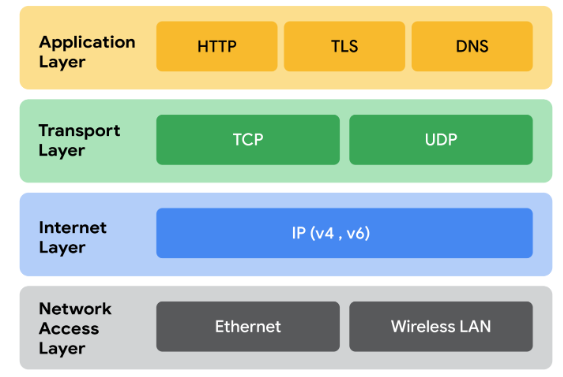 Application
Layer
HTTP
TLS
DNS
Transport
Layer
TCP
UDP
Internet
Layer
IP (v4 , v6)
Network
Access
Layer
Ethernet
Wireless LAN